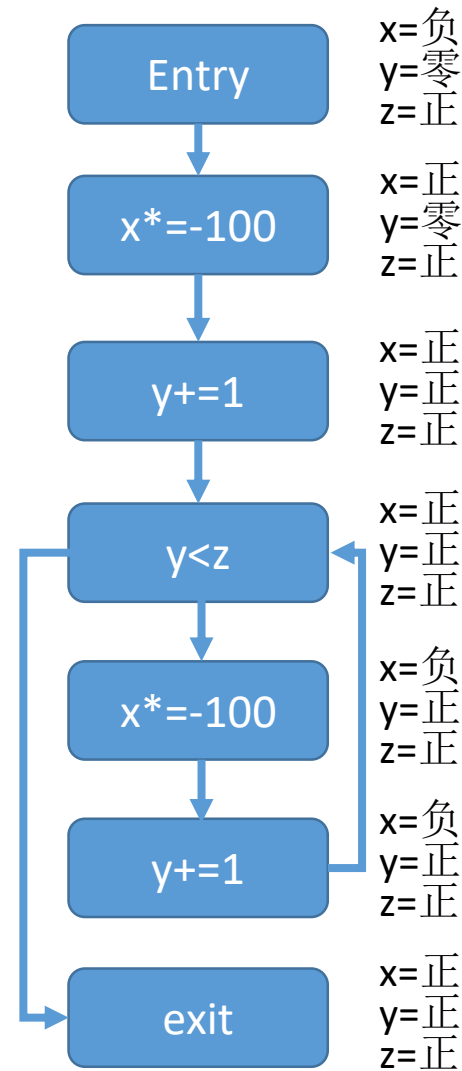 Entry
x=负
y=零
z=正
x*=-100
x=正
y=零
z=正
y+=1
x=正
y=正
z=正
y<z
x=正
y=正
z=正
x*=-100
x=负
y=正
z=正
y+=1
x=负
y=正
z=正
exit
x=正
y=正
z=正